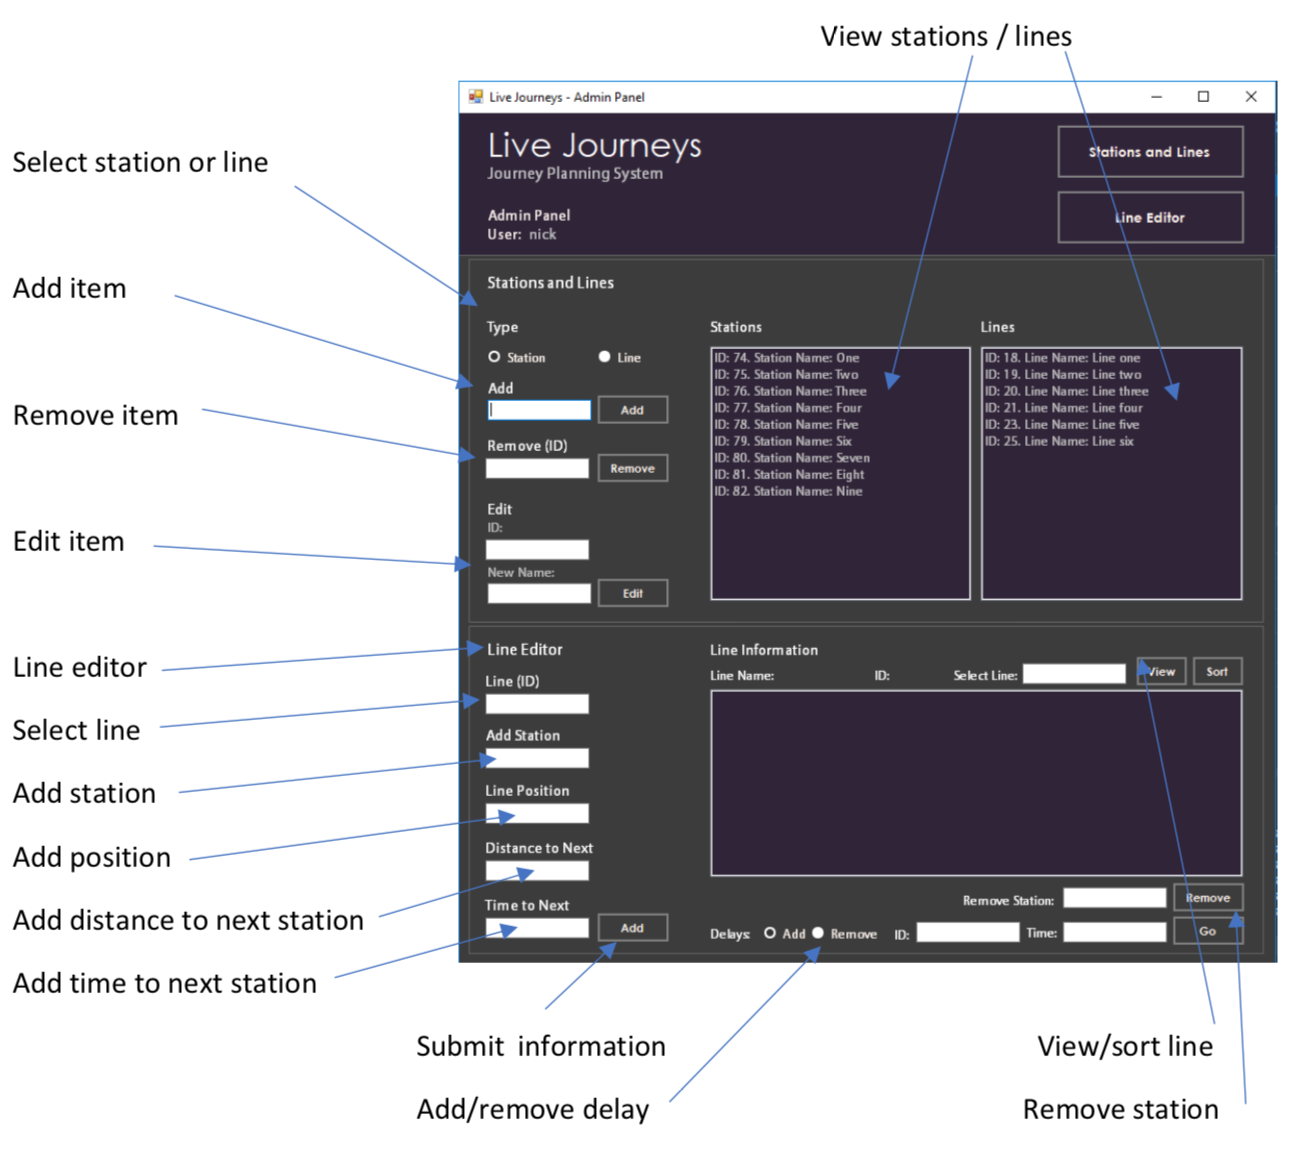 View stations / lines
Live Journeys - Admin Panel
Live Journeys
Journey Planning System
Stations and Lines
Admin Panel
User: nick
Line Editor
Select station or line
Add item
Remove item
Edit item
Line editor
Select line
Add station
Add position
Add distance to next station
Add time to next station
Stations and Lines
Type
Station
Line
Add
Add
Remove (ID)
Remove
Edit
ID:
New Name:
Edit
Stations
ID: 74. Station Name: One
ID: 75. Station Name: Two
ID: 76. Station Name: Three
ID: 77. Station Name: Four
ID: 78. Station Name: Five
ID: 79. Station Name: Six
ID: 80. Station Name: Seven
ID: 81. Station Name: Eight
ID: 82. Station Name: Nine
Lines
ID: 18. Line Name: Line one
ID: 19. Line Name: Line two
ID: 20. Line Name: Line three
ID: 21. Line Name: Line four
ID: 23. Line Name: Line five
ID: 25. Line Name: Line six
Line Editor
Line (ID)
Add Station
Line Position
Distance to Next
Time to Next
Add
Line Information
Line Name: ID: Select Line: View Sort
Remove Station: Remove
Delays: Add Remove ID: Time: Go
Submit information
Add/remove delay
View/sort line
Remove station